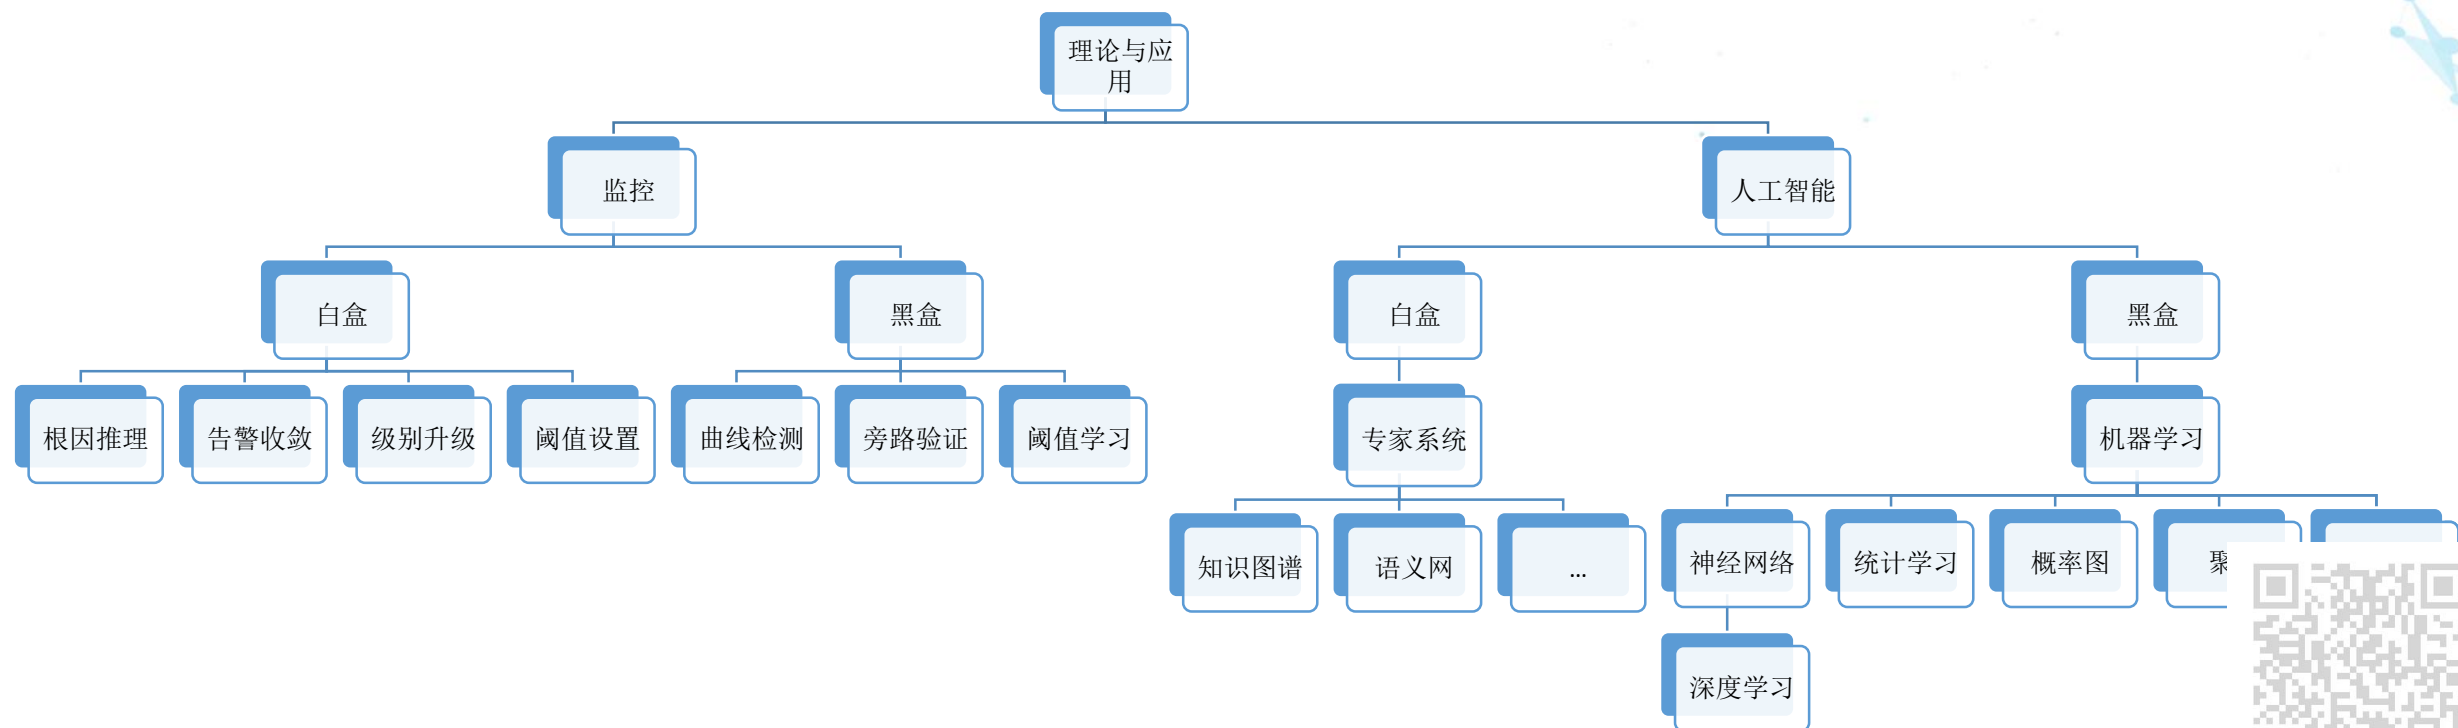 理论与应
用
监控
人工智能
白盒
黑盒
白盒
黑盒
根因推理
告警收敛
级别升级
阈值设置
曲线检测
旁路验证
阈值学习
专家系统
机器学习
知识图谱
语义网
...
神经网络
统计学习
概率图
深度学习